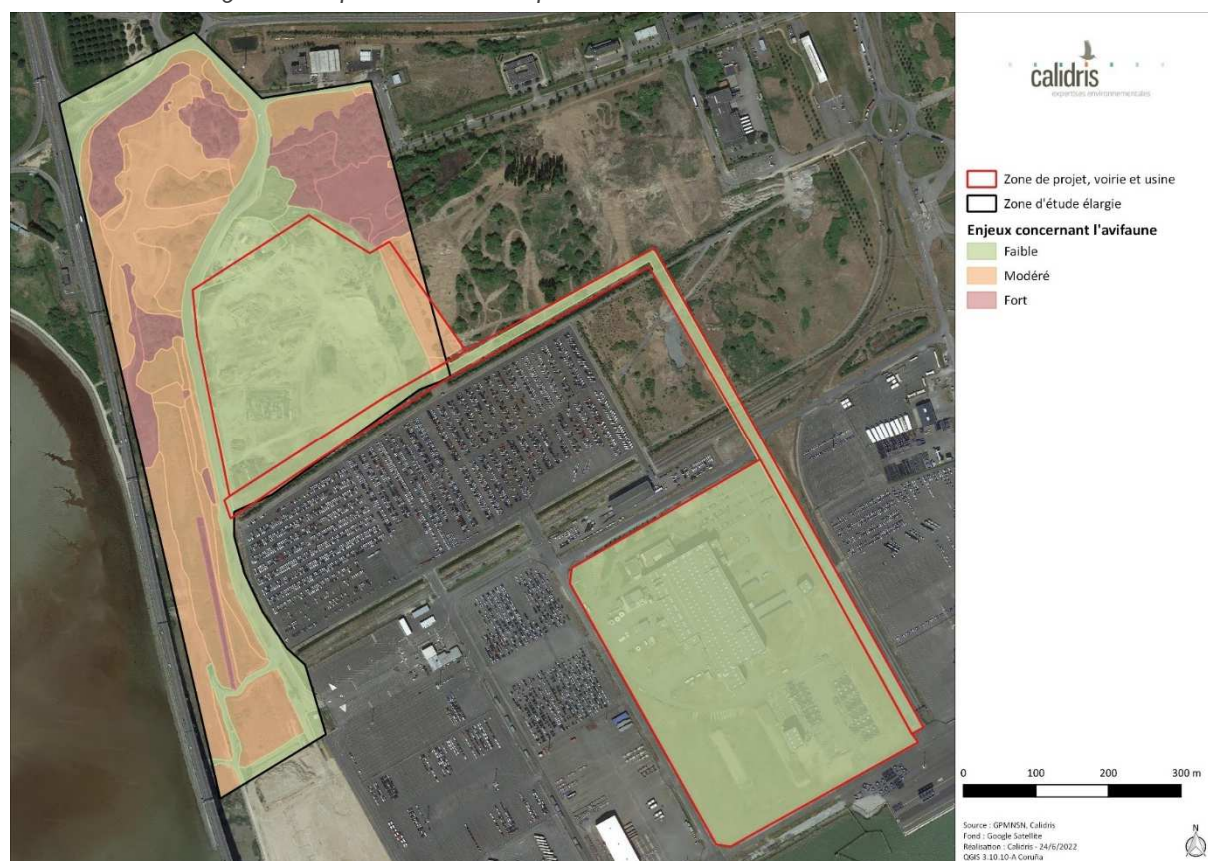 calidris
expertises environnementales
Zone de projet, voirie et usine
Zone d'étude élargie
Enjeux concernant l'avifaune
Faible
Modéré
Fort
0 100 200 300 m
Source : GPMNSN, Calidris
Fond : Google Satellite
Réalisation : Calidris - 24/6/2022
QGIS 3.10.10-A Coruña
N